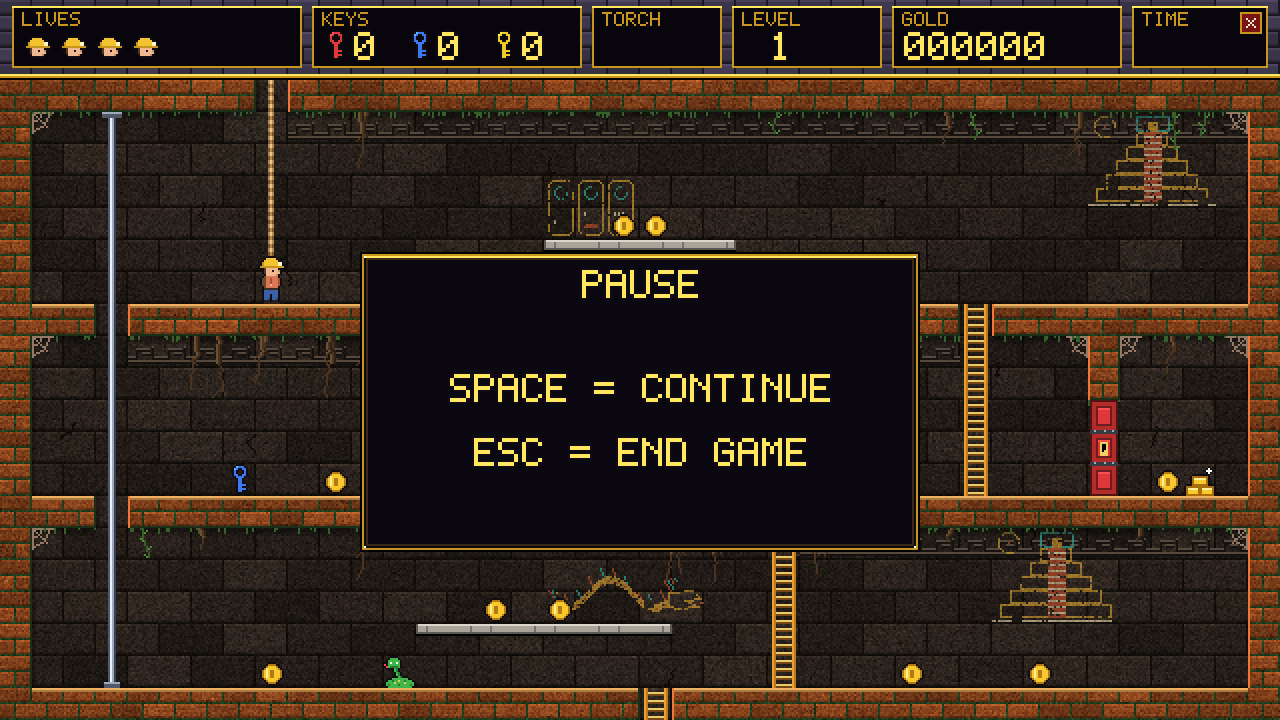 LIVES
KEYS
0 0 0
TORCH
LEVEL
1
GOLD
000000
TIME
PAUSE
SPACE = CONTINUE
ESC = END GAME